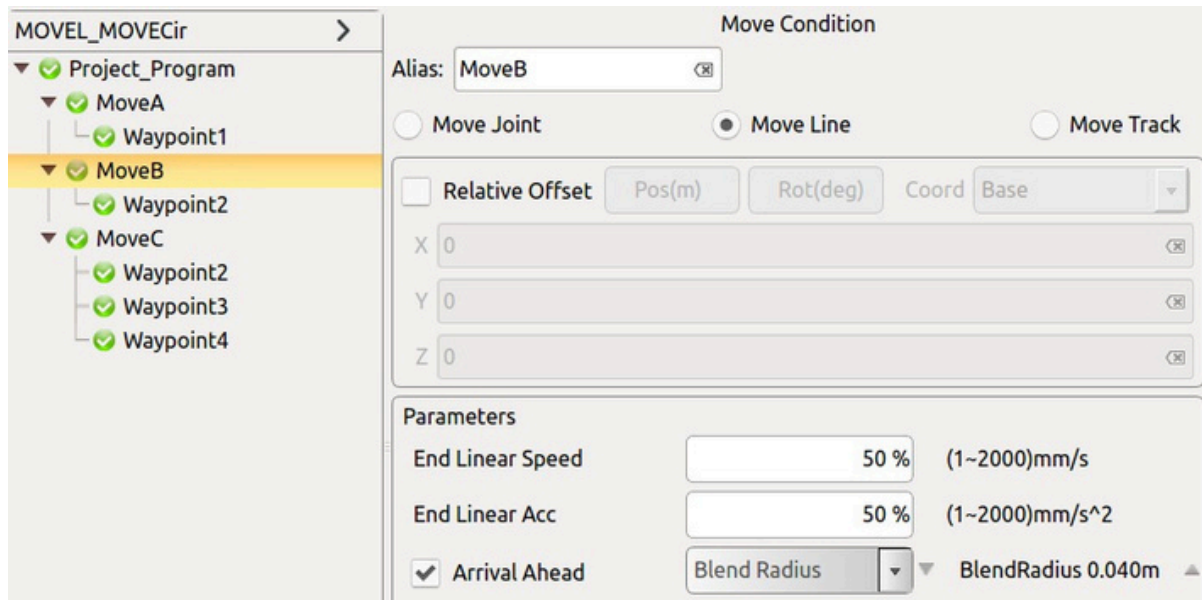 MOVEL_MOVECir
Project_Program
MoveA
Waypoint1
MoveB
Waypoint2
MoveC
Waypoint2
Waypoint3
Waypoint4
Move Condition
Alias: MoveB
Move Joint Move Line Move Track
Relative Offset Pos(m) Rot(deg) Coord Base
X 0
Y 0
Z 0
Parameters
End Linear Speed 50 % (1~2000)mm/s
End Linear Acc 50 % (1~2000)mm/s^2
Arrival Ahead Blend Radius BlendRadius 0.040m